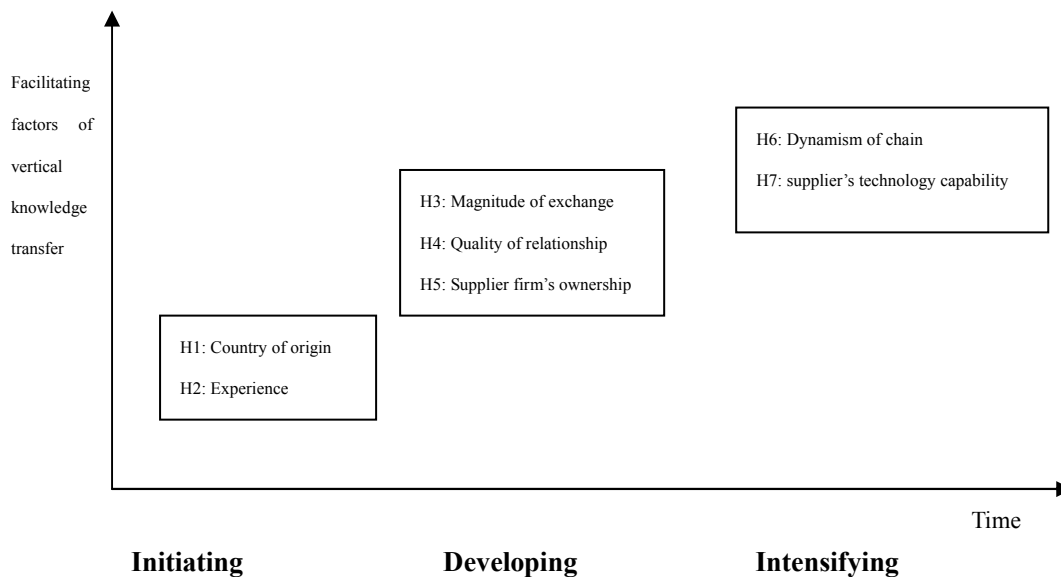 Facilitating
factors of
vertical
knowledge
transfer
H6: Dynamism of chain
H7: supplier’s technology capability
H3: Magnitude of exchange
H4: Quality of relationship
H5: Supplier firm’s ownership
H1: Country of origin
H2: Experience
Time
Initiating
Developing
Intensifying